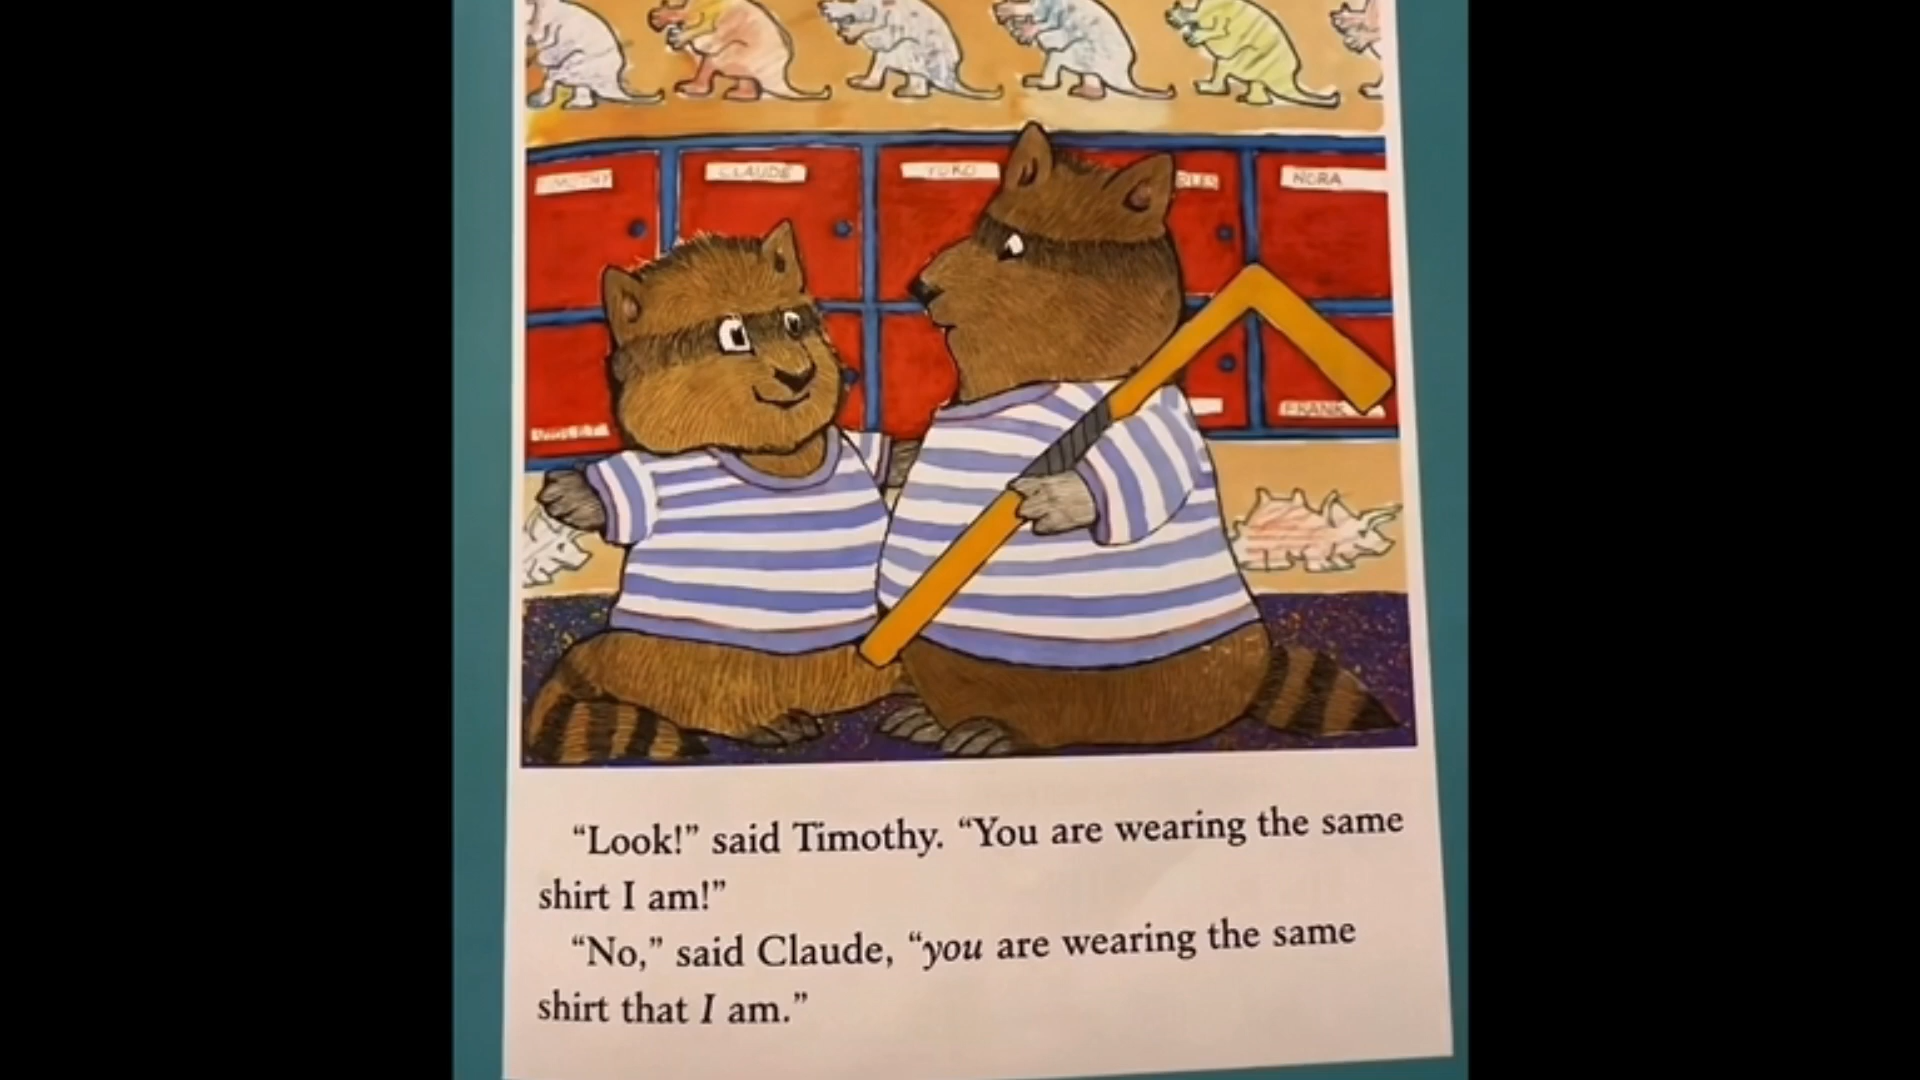 CLAUDE
YOKO
NORA
FRANK
“Look!” said Timothy. “You are wearing the same
shirt I am!”
“No,” said Claude, “you are wearing the same
shirt that I am.”